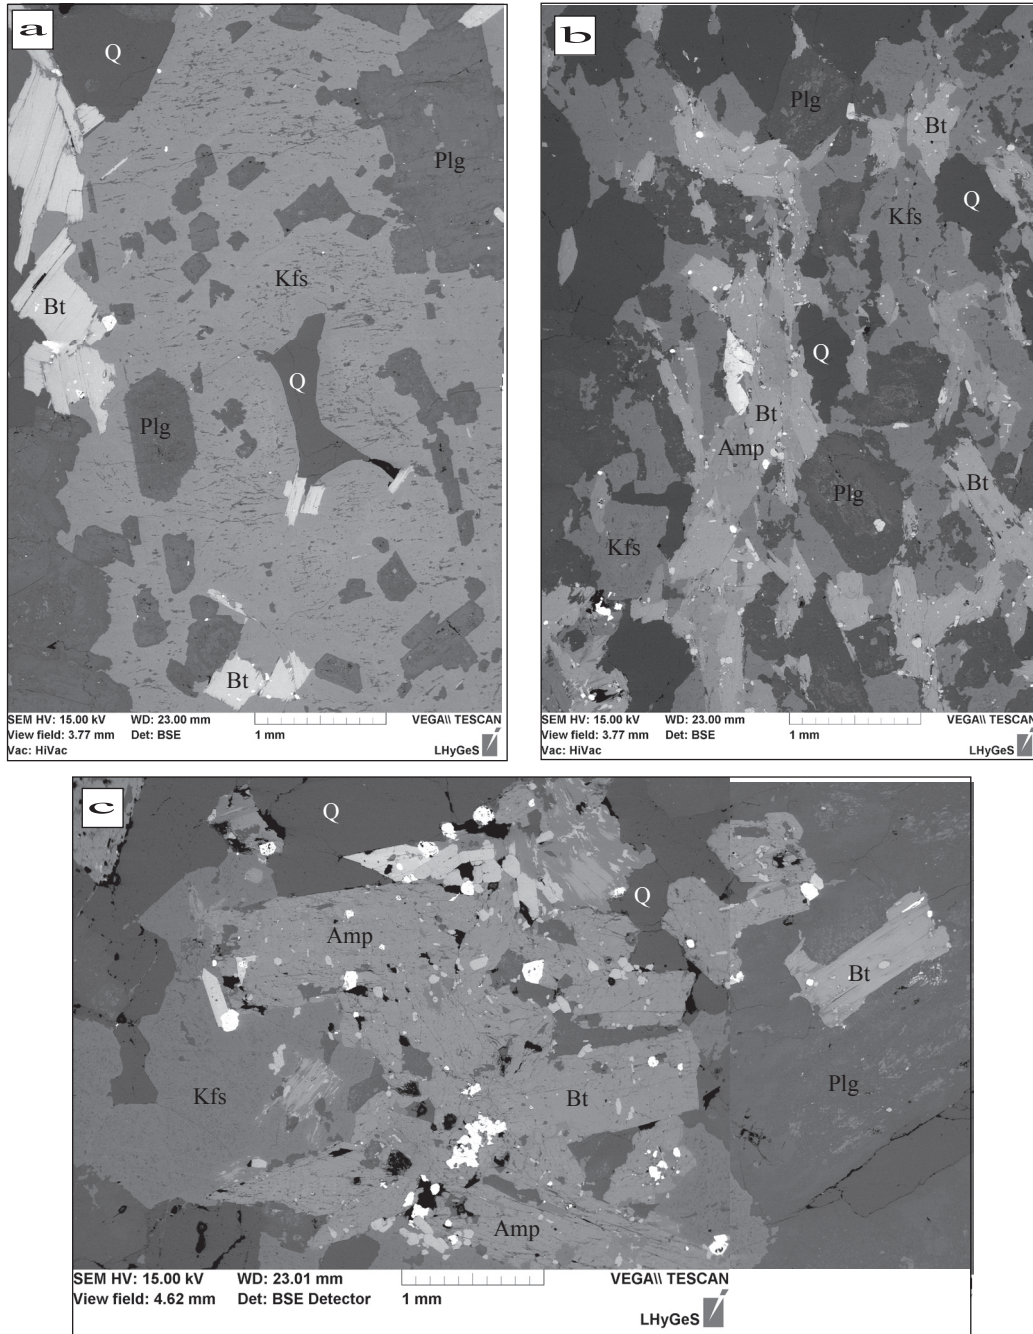 a
Q
Plg
Kfs
Bt
Q
Plg
Bt
SEM HV: 15.00 kV WD: 23.00 mm VEGA\\ TESCAN
View field: 3.77 mm Det: BSE 1 mm
Vac: HiVac LHyGeS
b
Plg
Bt
Q
Kfs
Q
Bt
Amp
Plg
Bt
Kfs
SEM HV: 15.00 kV WD: 23.00 mm VEGA\\ TESCAN
View field: 3.77 mm Det: BSE 1 mm
Vac: HiVac LHyGeS
c
Q
Q
Amp
Bt
Plg
Kfs
Bt
Amp
SEM HV: 15.00 kV WD: 23.01 mm VEGA\\ TESCAN
View field: 4.62 mm Det: BSE Detector 1 mm
LHyGeS